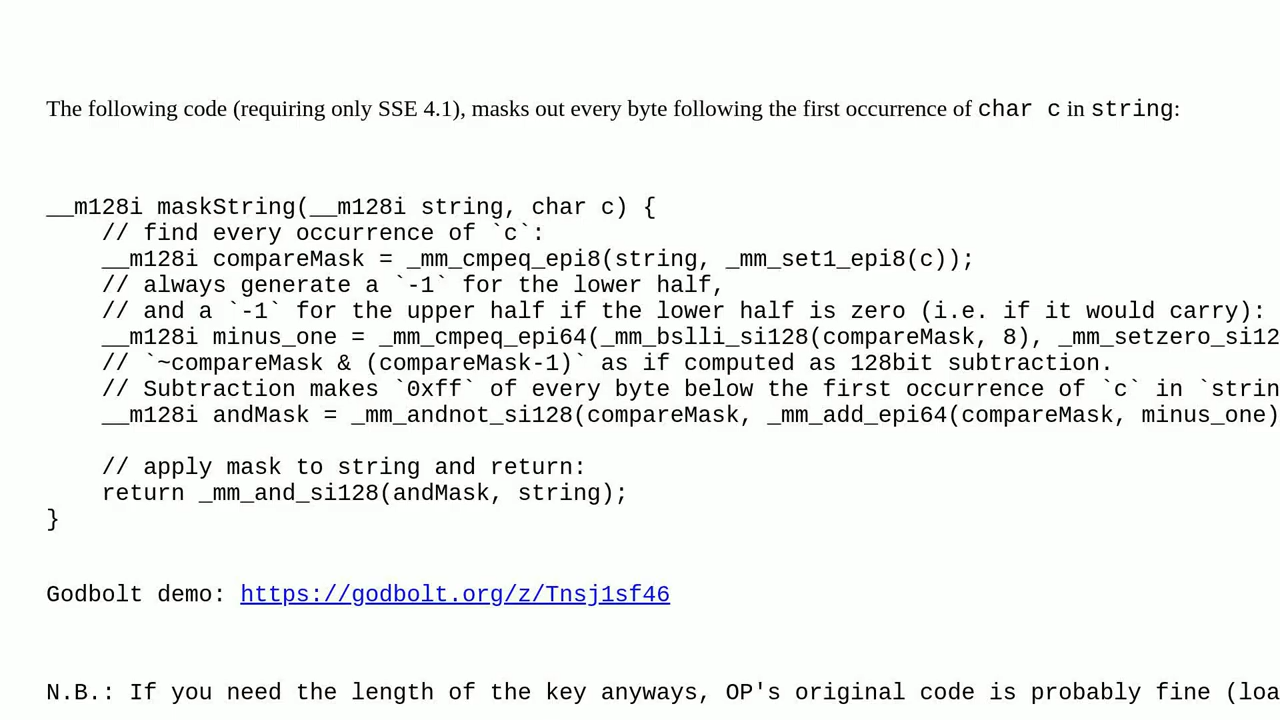 The following code (requiring only SSE 4.1), masks out every byte following the first occurrence of char c in string:
__m128i maskString(__m128i string, char c) {
    // find every occurrence of `c`:
    __m128i compareMask = _mm_cmpeq_epi8(string, _mm_set1_epi8(c));
    // always generate a `-1` for the lower half,
    // and a `-1` for the upper half if the lower half is zero (i.e. if it would carry):
    __m128i minus_one = _mm_cmpeq_epi64(_mm_bslli_si128(compareMask, 8), _mm_setzero_si12
    // `~compareMask & (compareMask-1)` as if computed as 128bit subtraction.
    // Subtraction makes `0xff` of every byte below the first occurrence of `c` in `strin
    __m128i andMask = _mm_andnot_si128(compareMask, _mm_add_epi64(compareMask, minus_one)
    // apply mask to string and return:
    return _mm_and_si128(andMask, string);
}
Godbolt demo: https://godbolt.org/z/Tnsj1sf46
N.B.: If you need the length of the key anyways, OP's original code is probably fine (loa